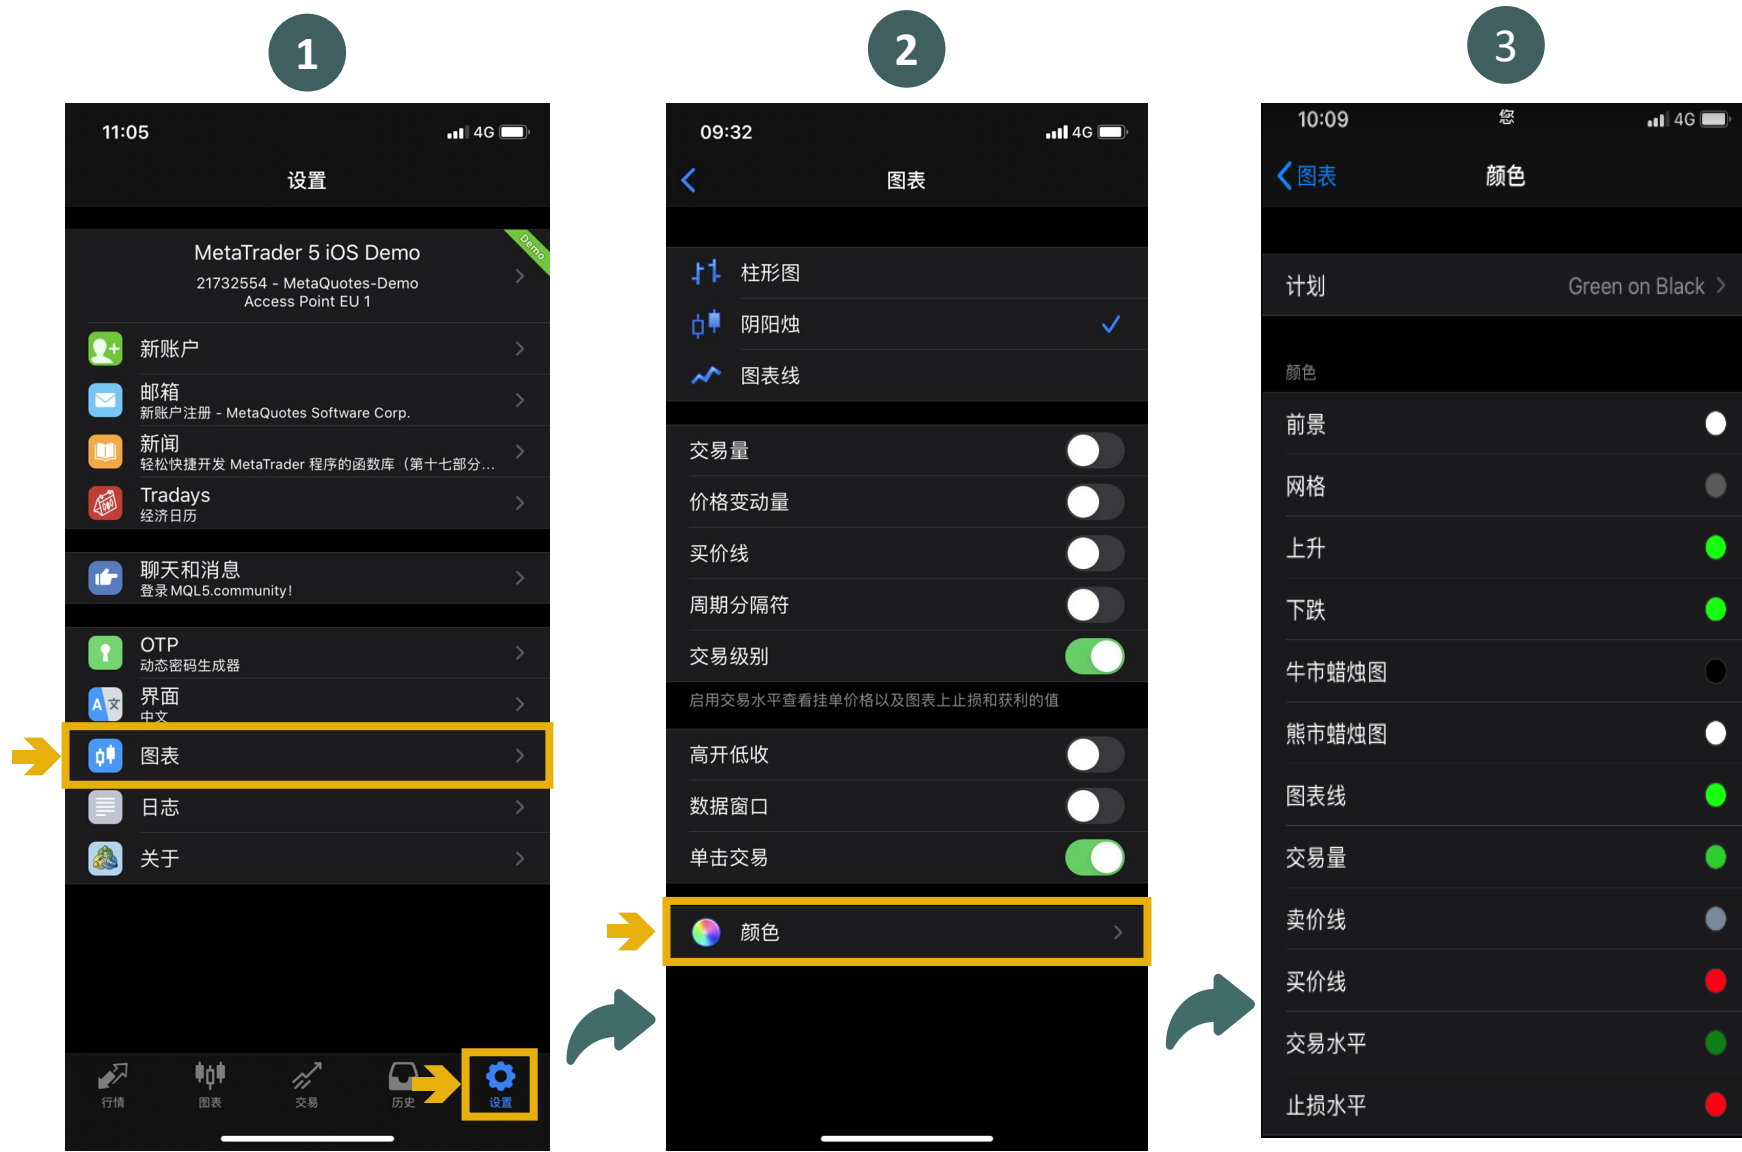 1
11:05
4G
设置
MetaTrader 5 iOS Demo
21732554 - MetaQuotes-Demo
Access Point EU 1
Demo
新账户
邮箱
新账户注册 - MetaQuotes Software Corp.
新闻
轻松快捷开发 MetaTrader 程序的函数库（第十七部分...
Tradays
经济日历
聊天和消息
登录 MQL5.community!
OTP
动态密码生成器
界面
中文
图表
日志
关于
行情
图表
交易
历史
设置
2
09:32
4G
图表
柱形图
阴阳烛
图表线
交易量
价格变动量
买价线
周期分隔符
交易级别
启用交易水平查看挂单价格以及图表上止损和获利的值
高开低收
数据窗口
单击交易
颜色
3
10:09
您
4G
图表
颜色
计划
Green on Black
颜色
前景
网格
上升
下跌
牛市蜡烛图
熊市蜡烛图
图表线
交易量
卖价线
买价线
交易水平
止损水平